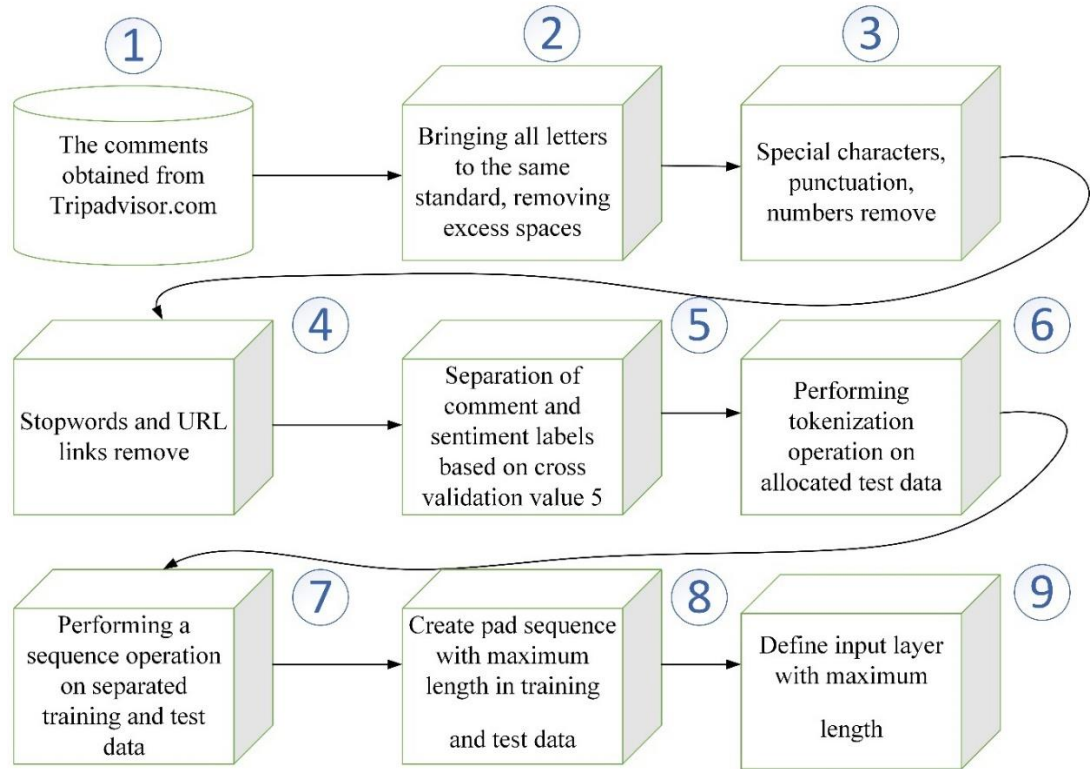 1
The comments
obtained from
Tripadvisor.com
2
Bringing all letters
to the same
standard, removing
excess spaces
3
Special characters,
punctuation,
numbers remove
4
Stopwords and URL
links remove
5
Separation of
comment and
sentiment labels
based on cross
validation value 5
6
Performing
tokenization
operation on
allocated test data
7
Performing a
sequence operation
on separated
training and test
data
8
Create pad sequence
with maximum
length in training
and test data
9
Define input layer
with maximum
length